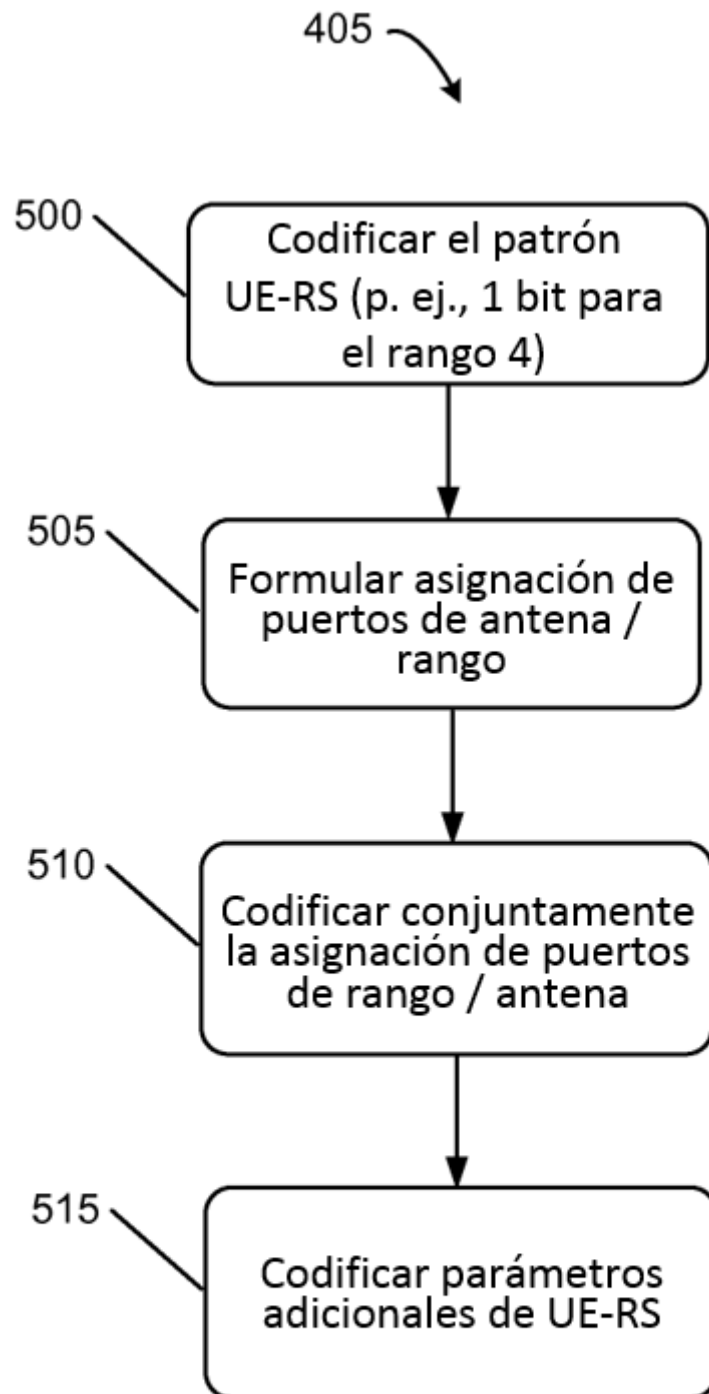 405
500
Codificar el patrón
UE-RS (p. ej., 1 bit para
el rango 4)
505
Formular asignación de
puertos de antena /
rango
510
Codificar conjuntamente
la asignación de puertos
de rango / antena
515
Codificar parámetros
adicionales de UE-RS